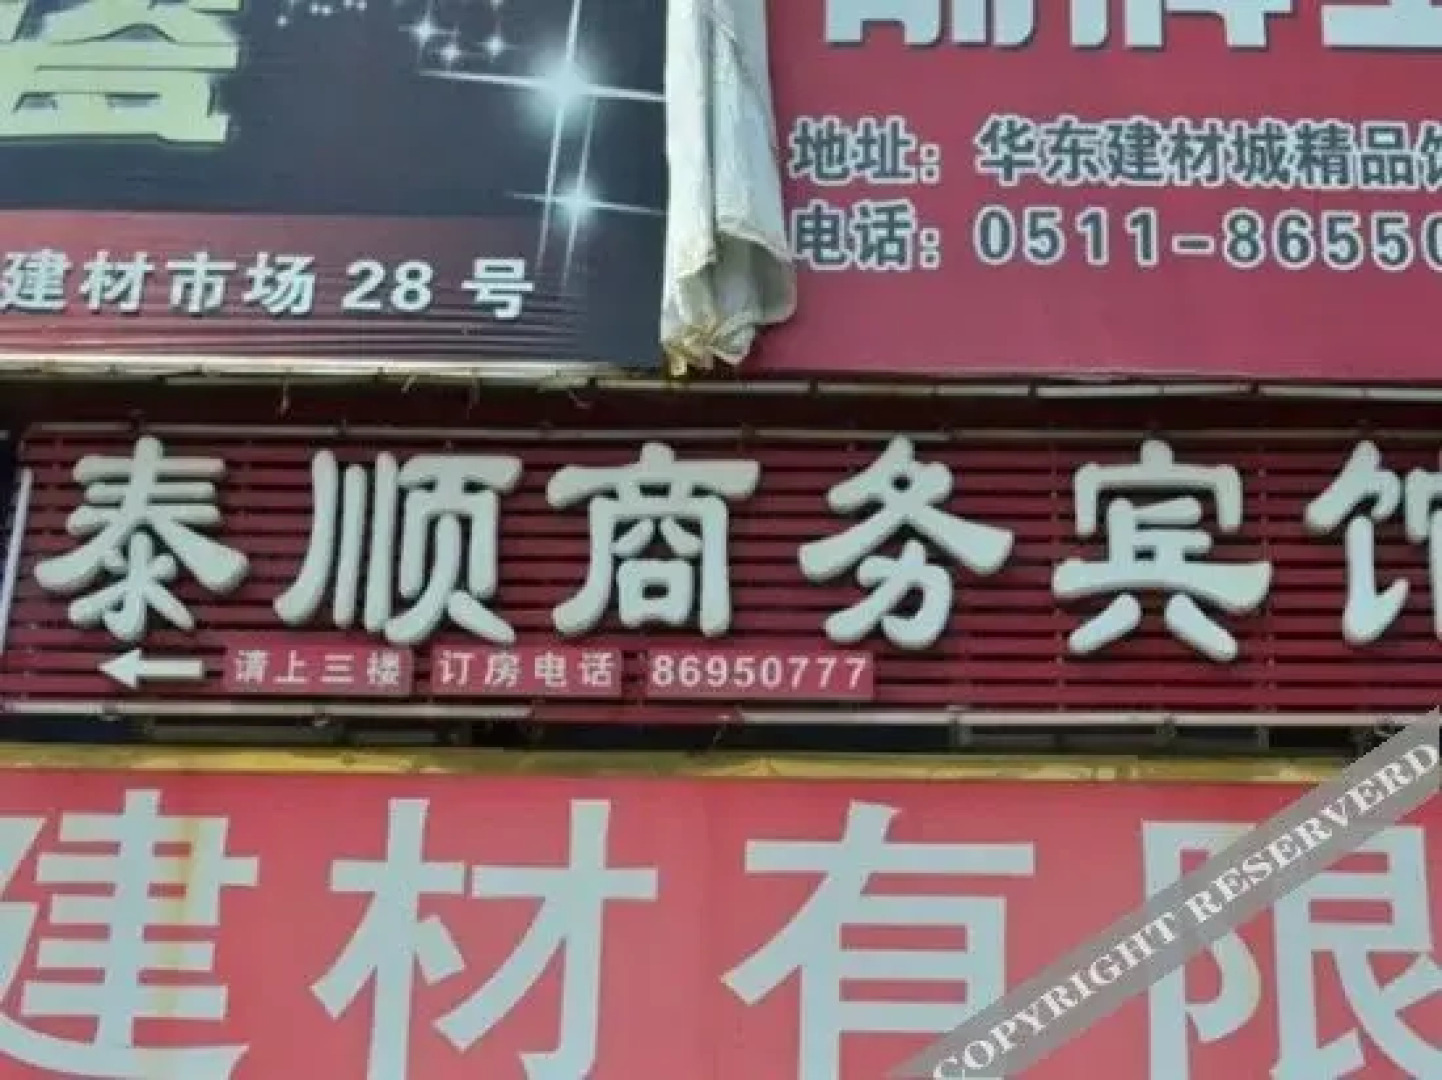 建材市场 28 号
地址：华东建材城精品
电话：0511-8655
泰顺商务宾馆
请上三楼 订房电话 86950777
建材有限
COPYRIGHT RESERVERD